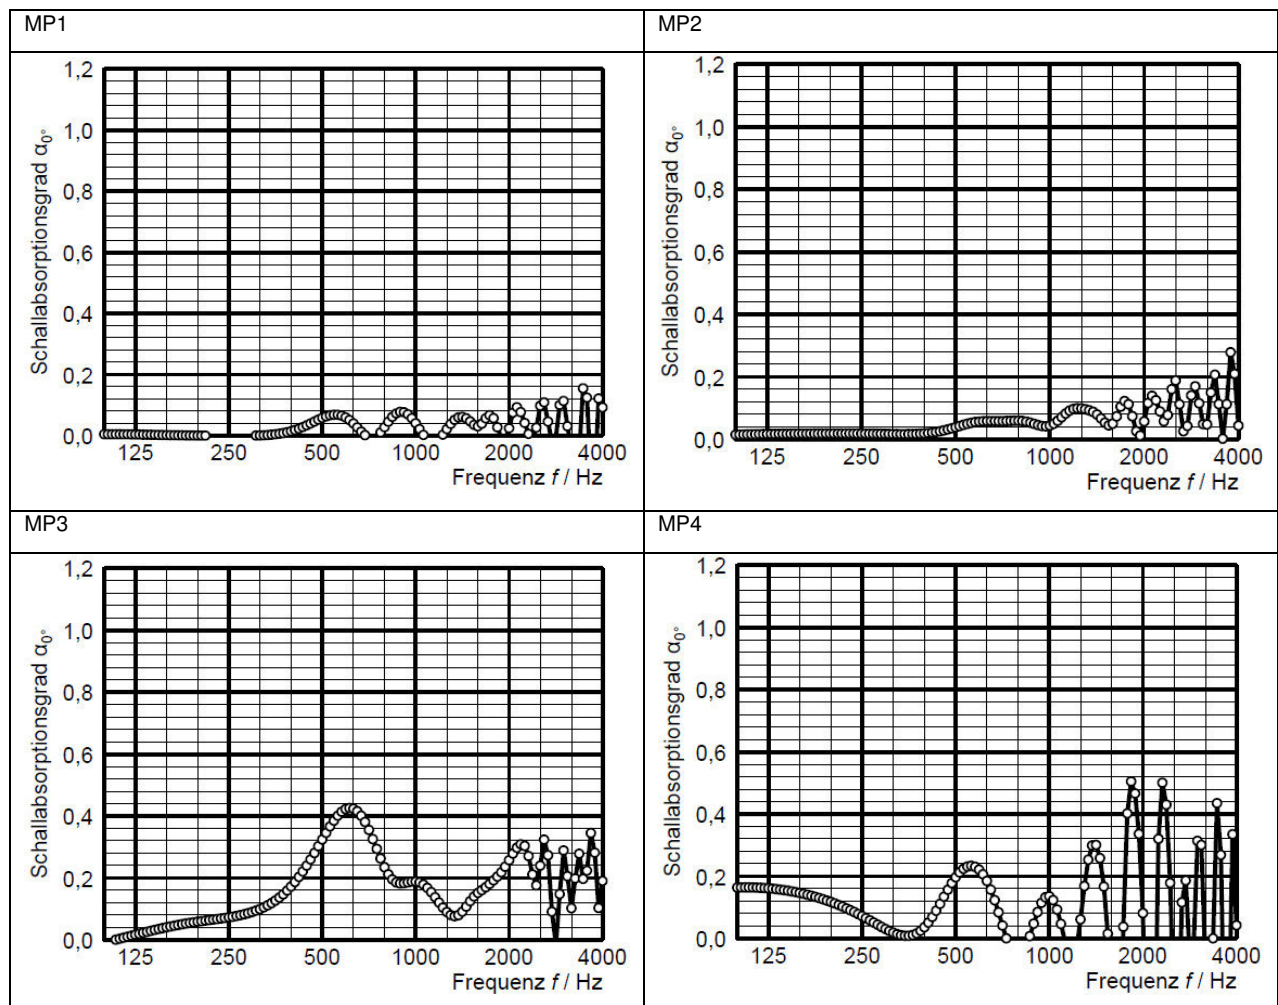 MP1
1,2
1,0
0,8
0,6
0,4
0,2
0,0
Schallabsorptionsgrad α0°
125 250 500 1000 2000 4000
Frequenz f / Hz
MP2
1,2
1,0
0,8
0,6
0,4
0,2
0,0
Schallabsorptionsgrad α0°
125 250 500 1000 2000 4000
Frequenz f / Hz
MP3
1,2
1,0
0,8
0,6
0,4
0,2
0,0
Schallabsorptionsgrad α0°
125 250 500 1000 2000 4000
Frequenz f / Hz
MP4
1,2
1,0
0,8
0,6
0,4
0,2
0,0
Schallabsorptionsgrad α0°
125 250 500 1000 2000 4000
Frequenz f / Hz